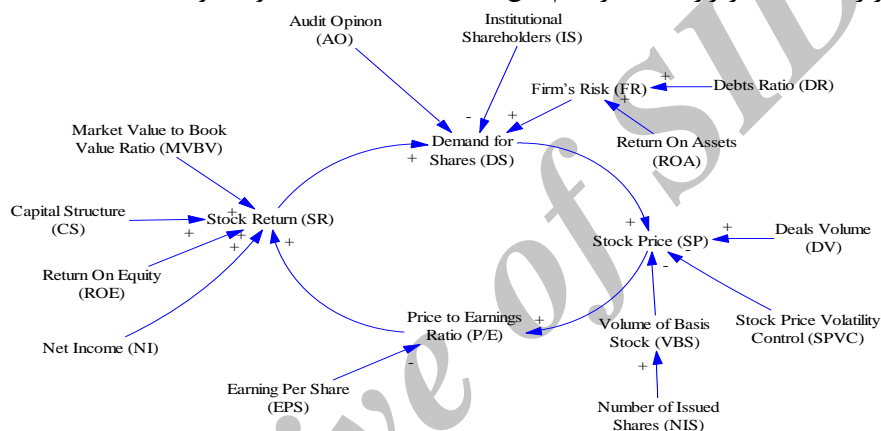 Audit Opinon
(AO)
Institutional
Shareholders (IS)
Firm's Risk (FR)
Debts Ratio (DR)
Market Value to Book
Value Ratio (MVBV)
Demand for
Shares (DS)
Return On Assets
(ROA)
Capital Structure
(CS)
Stock Return (SR)
Stock Price (SP)
Deals Volume
(DV)
Return On Equity
(ROE)
Net Income (NI)
Price to Earnings
Ratio (P/E)
Volume of Basis
Stock (VBS)
Stock Price Volatility
Control (SPVC)
Earning Per Share
(EPS)
Number of Issued
Shares (NIS)
ive of SID